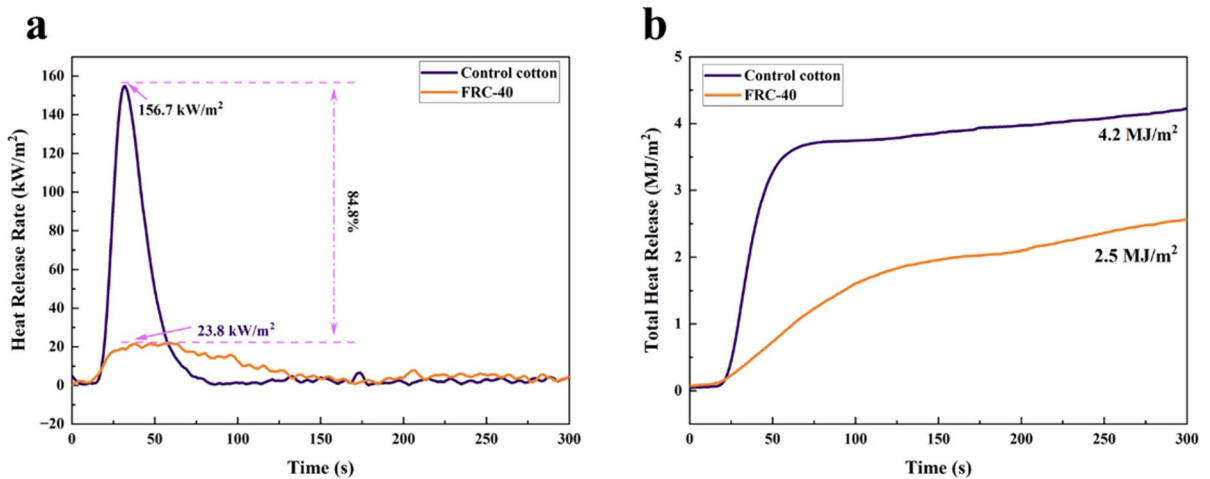 a
Heat Release Rate (kW/m²)
160
140
120
100
80
60
40
20
0
−20
0
50
100
150
200
250
300
Time (s)
Control cotton
FRC-40
156.7 kW/m²
84.8%
23.8 kW/m²
b
Total Heat Release (MJ/m²)
5
4
3
2
1
0
0
50
100
150
200
250
300
Time (s)
Control cotton
FRC-40
4.2 MJ/m²
2.5 MJ/m²